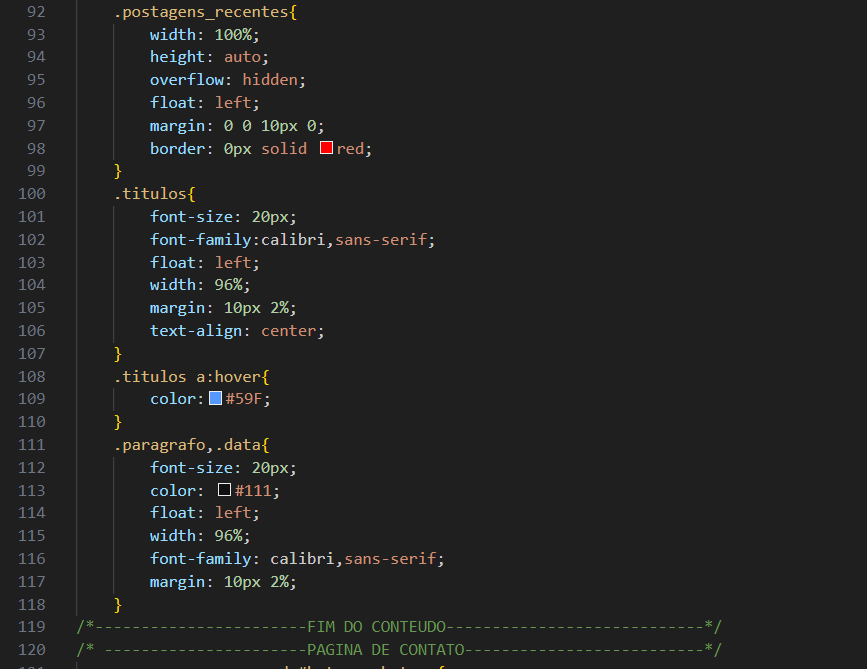 92 .postagens_recentes{
93 width: 100%;
94 height: auto;
95 overflow: hidden;
96 float: left;
97 margin: 0 0 10px 0;
98 border: 0px solid red;
99 }
100 .titulos{
101 font-size: 20px;
102 font-family:calibri,sans-serif;
103 float: left;
104 width: 96%;
105 margin: 10px 2%;
106 text-align: center;
107 }
108 .titulos a:hover{
109 color: #59F;
110 }
111 .paragrafo,.data{
112 font-size: 20px;
113 color: #111;
114 float: left;
115 width: 96%;
116 font-family: calibri,sans-serif;
117 margin: 10px 2%;
118 }
119 /*-----------------------FIM DO CONTEUDO----------------------------*/
120 /* ----------------------PAGINA DE CONTATO--------------------------*/